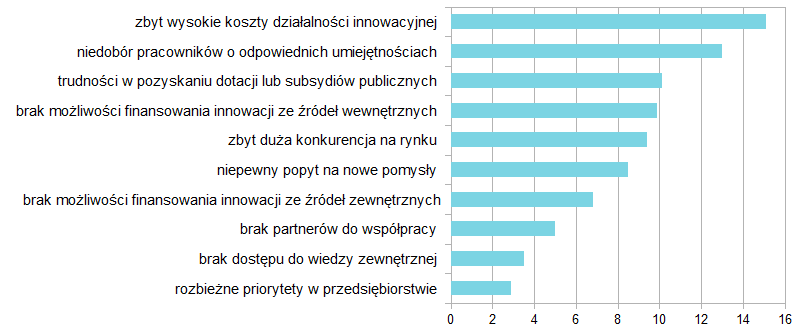 zbyt wysokie koszty działalności innowacyjnej
niedobór pracowników o odpowiednich umiejętnościach
trudności w pozyskaniu dotacji lub subsydiów publicznych
brak możliwości finansowania innowacji ze źródeł wewnętrznych
zbyt duża konkurencja na rynku
niepewny popyt na nowe pomysły
brak możliwości finansowania innowacji ze źródeł zewnętrznych
brak partnerów do współpracy
brak dostępu do wiedzy zewnętrznej
rozbieżne priorytety w przedsiębiorstwie
0 2 4 6 8 10 12 14 16